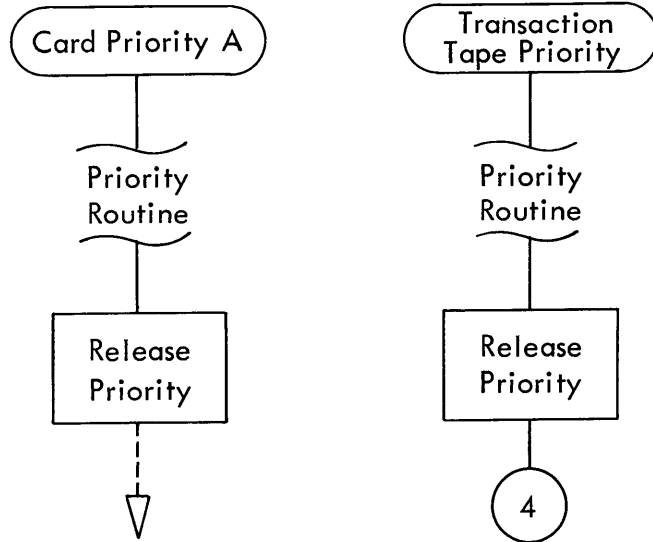 Card Priority A
Priority
Routine
Release
Priority
Transaction
Tape Priority
Priority
Routine
Release
Priority
4